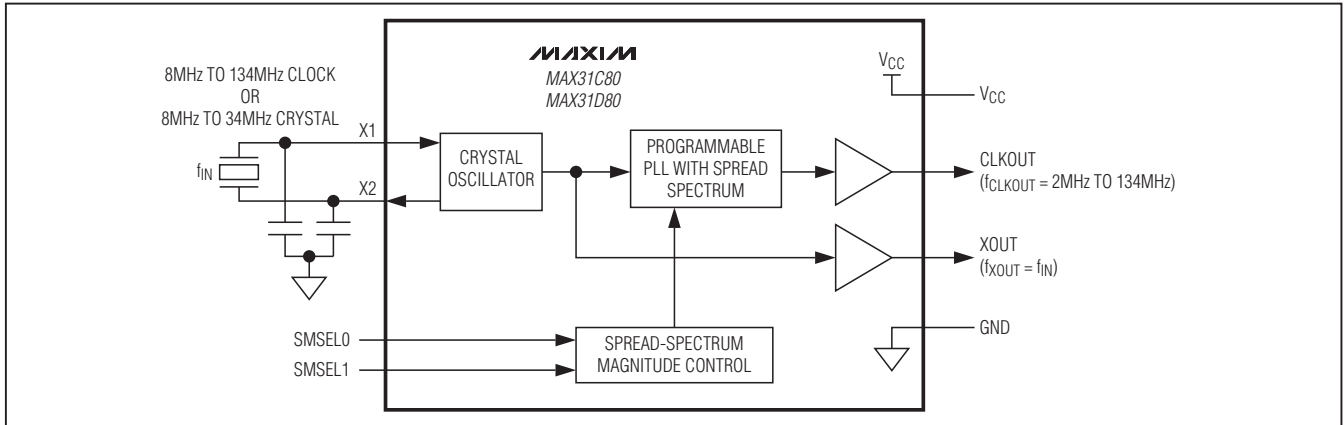 8MHz TO 134MHz CLOCK
OR
8MHz TO 34MHz CRYSTAL
fIN
X1
X2
MAXIM
MAX31C80
MAX31D80
CRYSTAL
OSCILLATOR
PROGRAMMABLE
PLL WITH SPREAD
SPECTRUM
VCC
VCC
CLKOUT
(fCLKOUT = 2MHz TO 134MHz)
XOUT
(fXOUT = fIN)
SMSEL0
SMSEL1
SPREAD-SPECTRUM
MAGNITUDE CONTROL
GND